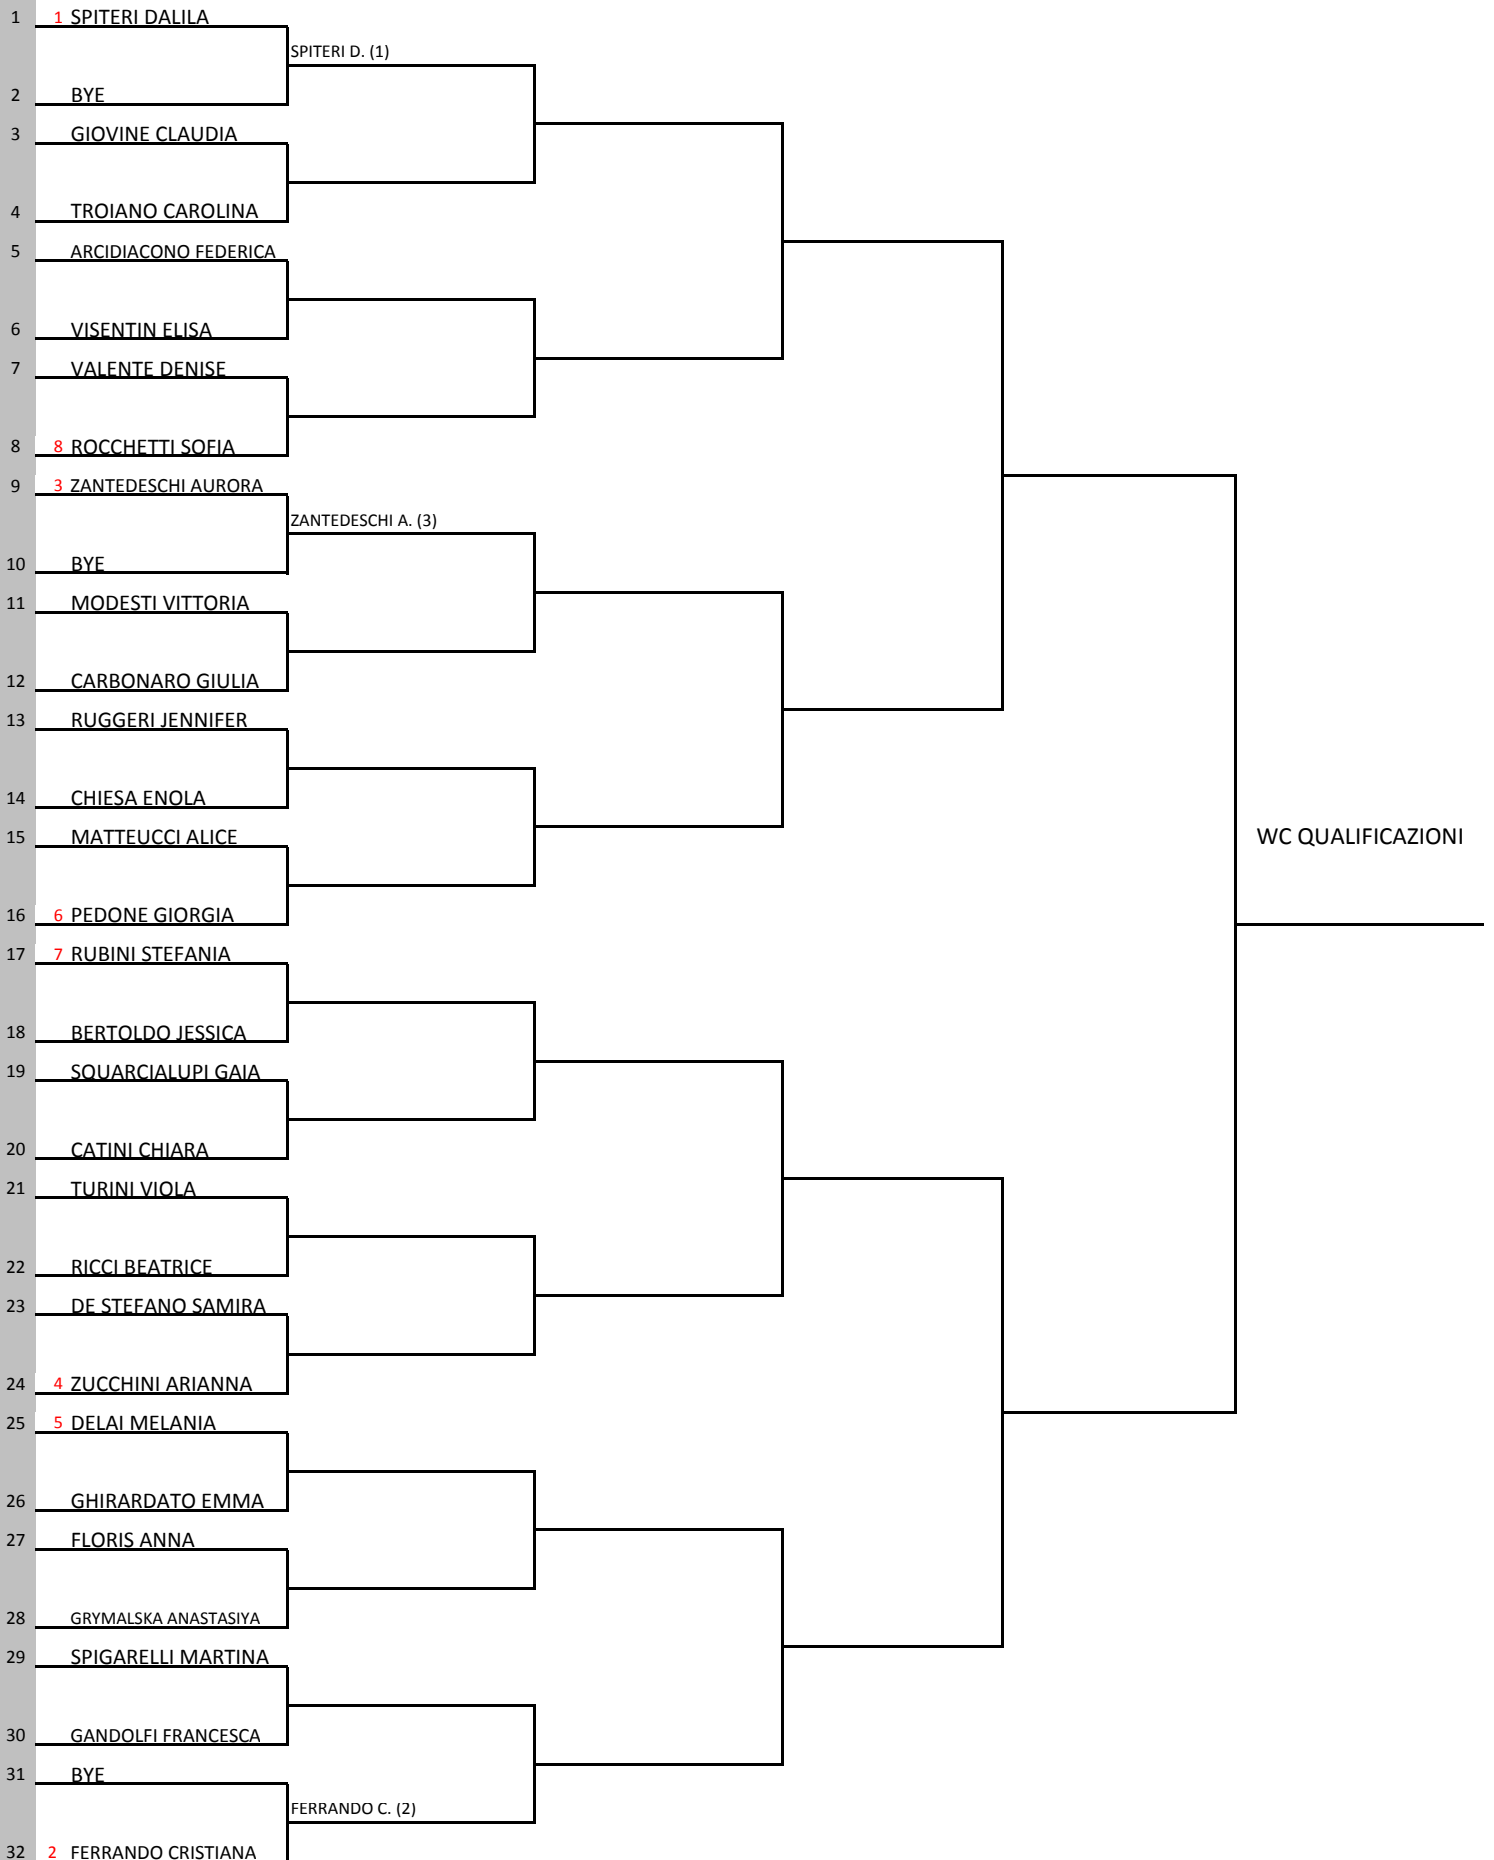 1 1 SPITERI DALILA
SPITERI D. (1)
2 BYE
3 GIOVINE CLAUDIA
4 TROIANO CAROLINA
5 ARCIDIACONO FEDERICA
6 VISENTIN ELISA
7 VALENTE DENISE
8 8 ROCCHETTI SOFIA
9 3 ZANTEDESCHI AURORA
ZANTEDESCHI A. (3)
10 BYE
11 MODESTI VITTORIA
12 CARBONARO GIULIA
13 RUGGERI JENNIFER
14 CHIESA ENOLA
15 MATTEUCCI ALICE
WC QUALIFICAZIONI
16 6 PEDONE GIORGIA
17 7 RUBINI STEFANIA
18 BERTOLDO JESSICA
19 SQUARCIALUPI GAIA
20 CATINI CHIARA
21 TURINI VIOLA
22 RICCI BEATRICE
23 DE STEFANO SAMIRA
24 4 ZUCCHINI ARIANNA
25 5 DELAI MELANIA
26 GHIRARDATO EMMA
27 FLORIS ANNA
28 GRYMALSKA ANASTASIYA
29 SPIGARELLI MARTINA
30 GANDOLFI FRANCESCA
31 BYE
FERRANDO C. (2)
32 2 FERRANDO CRISTIANA